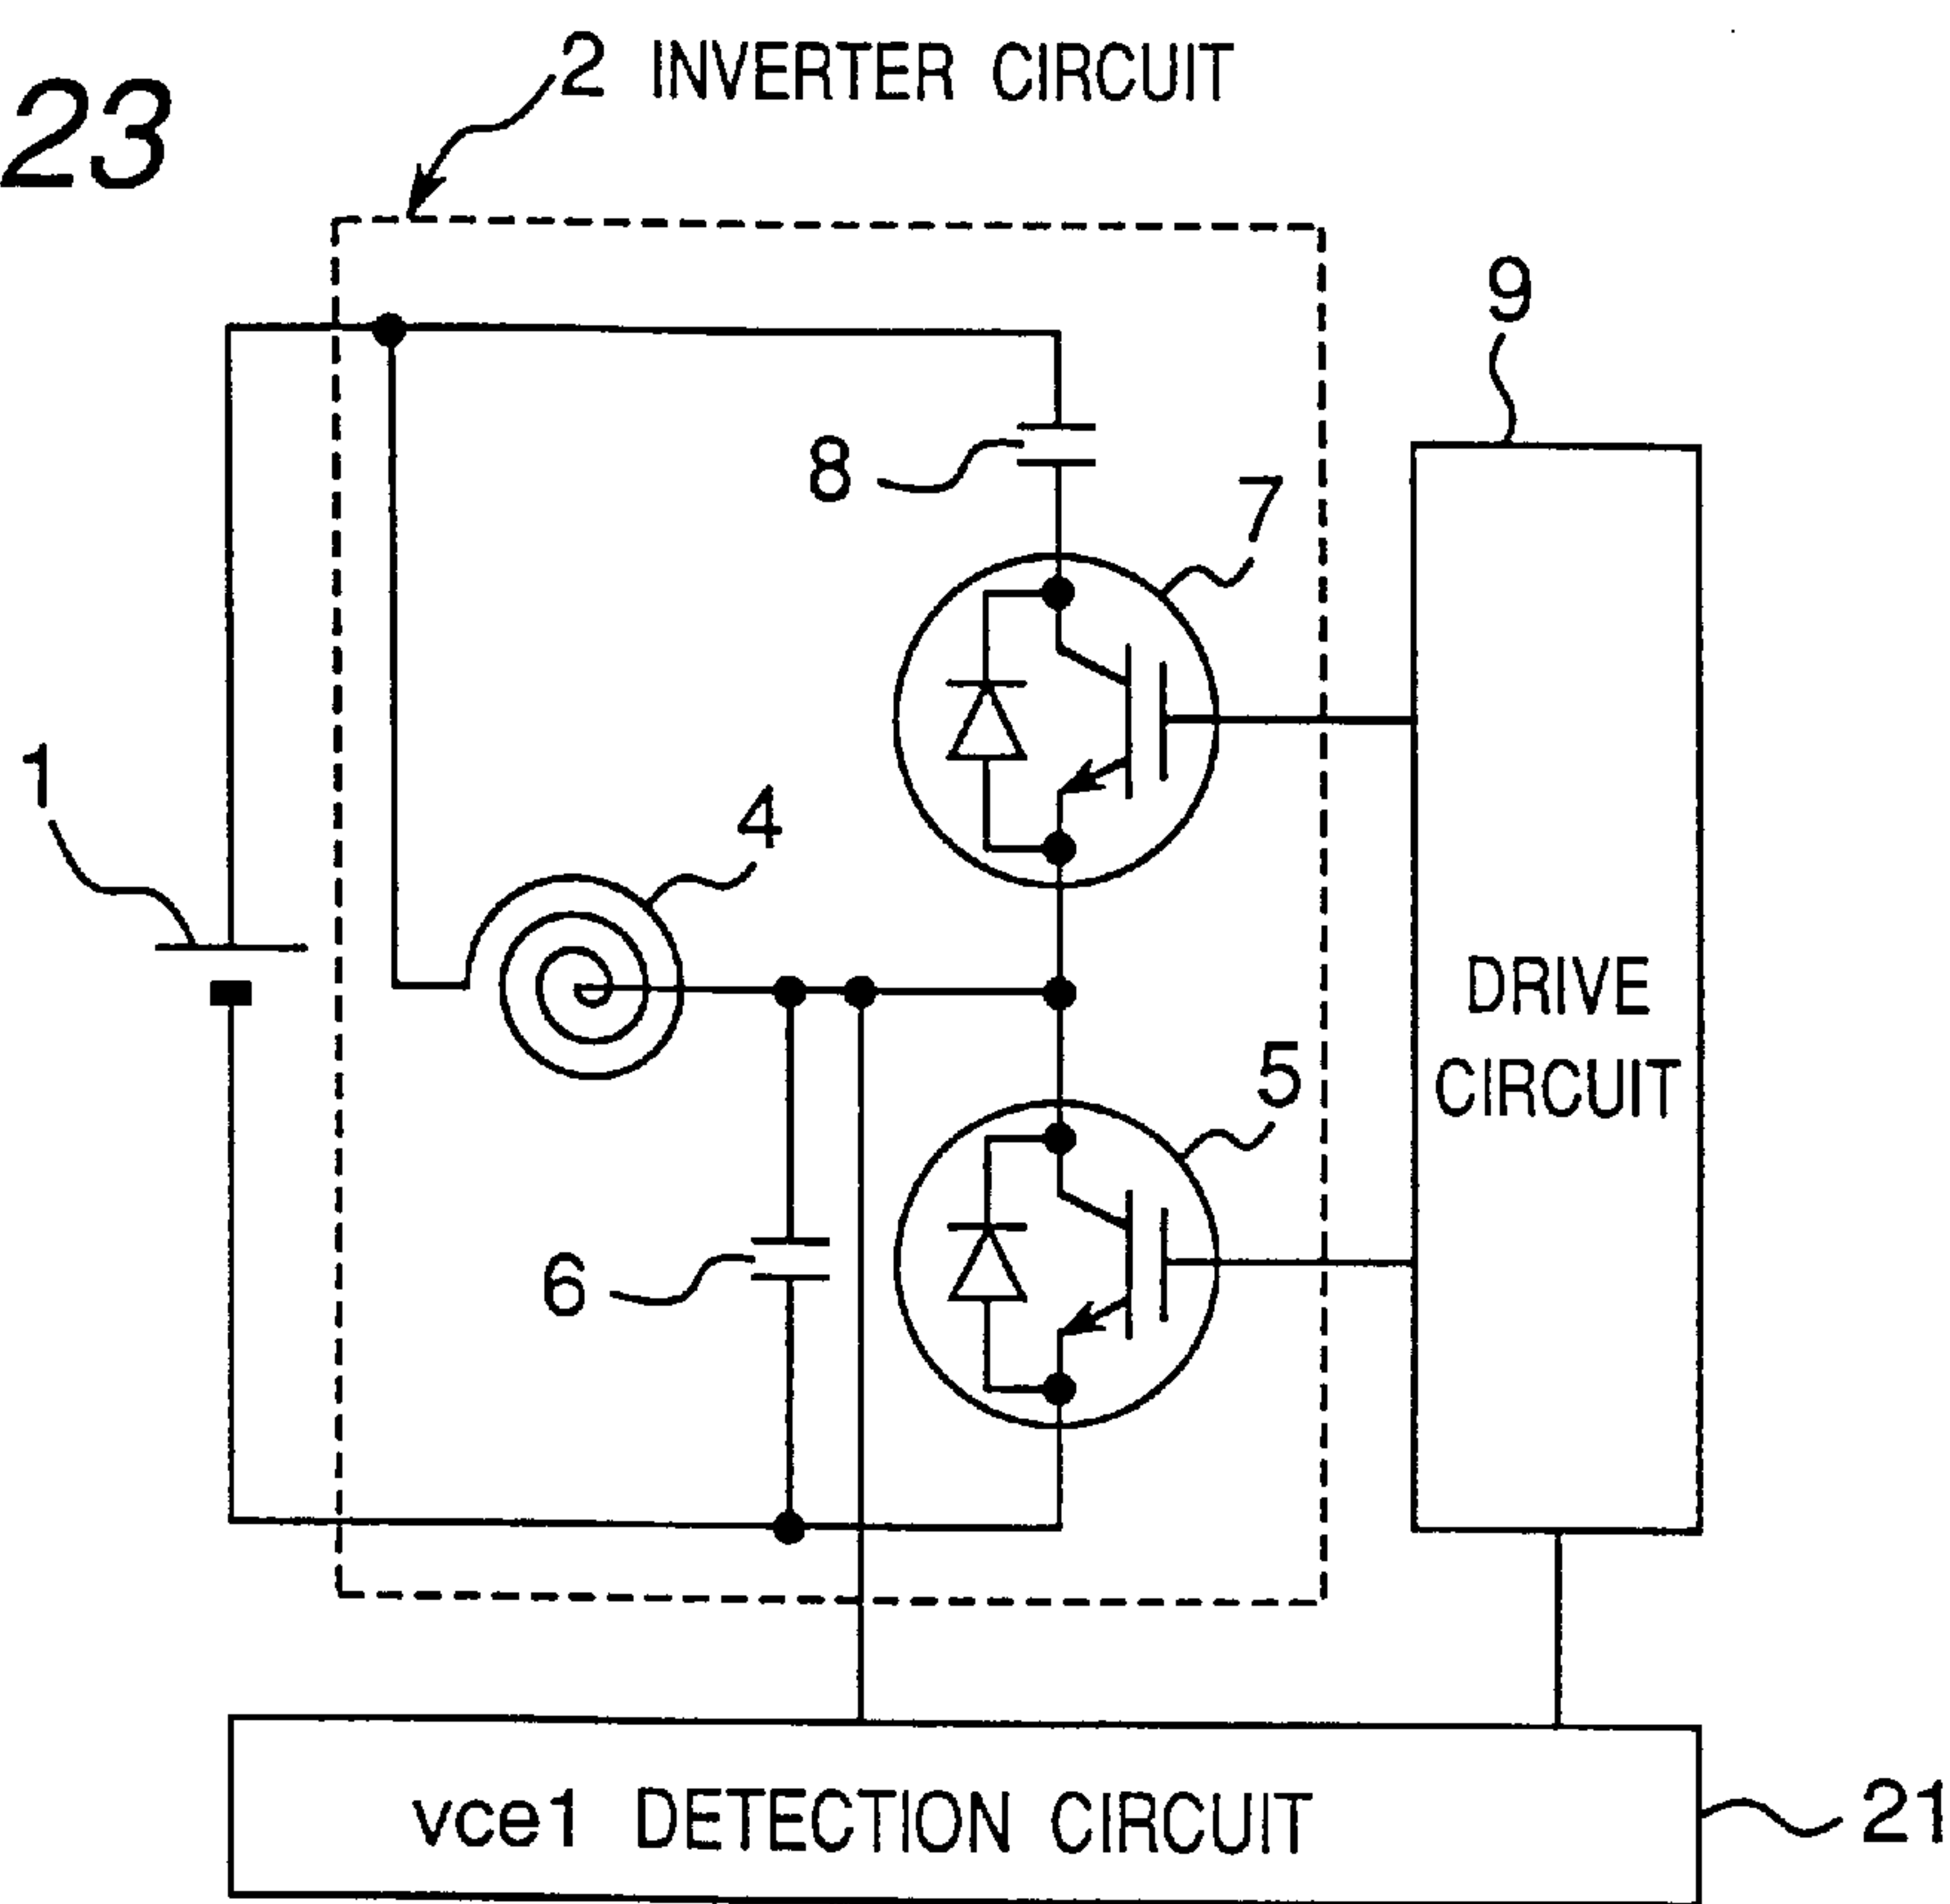 23
2 INVERTER CIRCUIT
9
8
7
1
4
DRIVE
CIRCUIT
5
6
vce1 DETECTION CIRCUIT
21